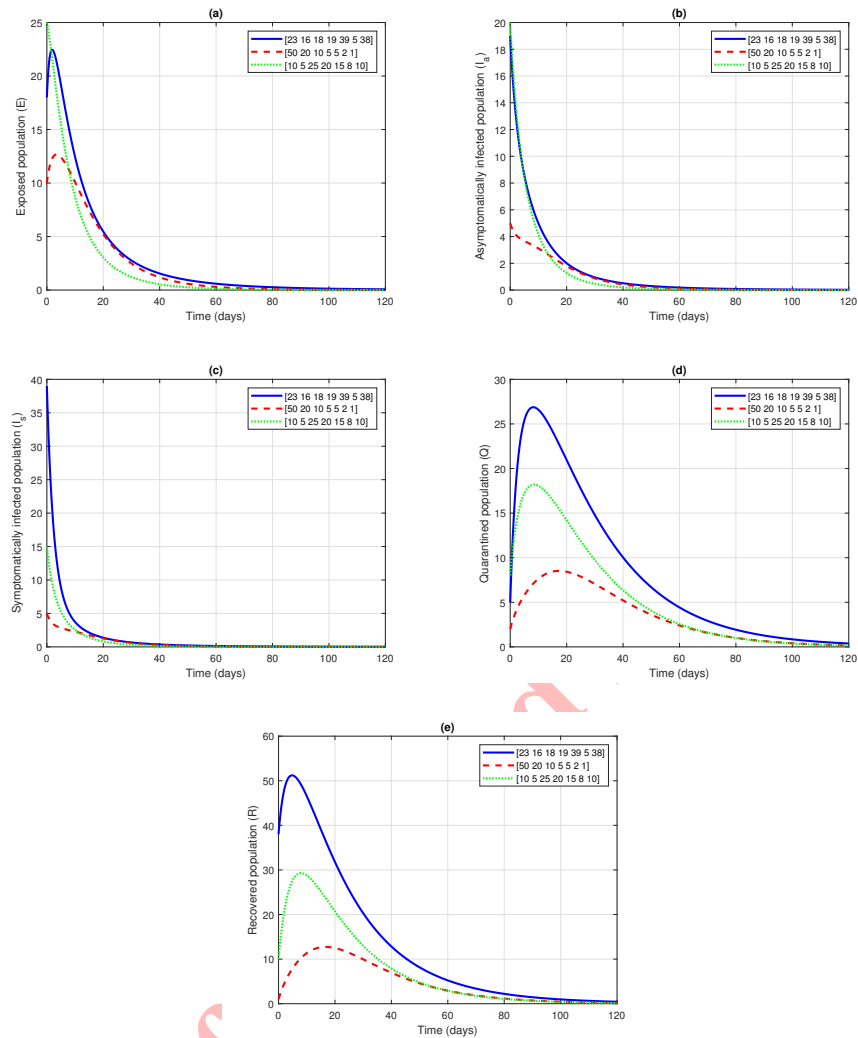 (a)
Exposed population (E)
25
20
15
10
5
0
[23 16 18 19 39 5 38]
[50 20 10 5 5 2 1]
[10 5 25 20 15 8 10]
0 20 40 60 80 100 120
Time (days)
(b)
Asymptomatically infected population (I_a)
20
18
16
14
12
10
8
6
4
2
0
[23 16 18 19 39 5 38]
[50 20 10 5 5 2 1]
[10 5 25 20 15 8 10]
0 20 40 60 80 100 120
Time (days)
(c)
Symptomatically infected population (I_s)
40
35
30
25
20
15
10
5
0
[23 16 18 19 39 5 38]
[50 20 10 5 5 2 1]
[10 5 25 20 15 8 10]
0 20 40 60 80 100 120
Time (days)
(d)
Quarantined population (Q)
30
25
20
15
10
5
0
[23 16 18 19 39 5 38]
[50 20 10 5 5 2 1]
[10 5 25 20 15 8 10]
0 20 40 60 80 100 120
Time (days)
(e)
Recovered population (R)
60
50
40
30
20
10
0
[23 16 18 19 39 5 38]
[50 20 10 5 5 2 1]
[10 5 25 20 15 8 10]
0 20 40 60 80 100 120
Time (days)